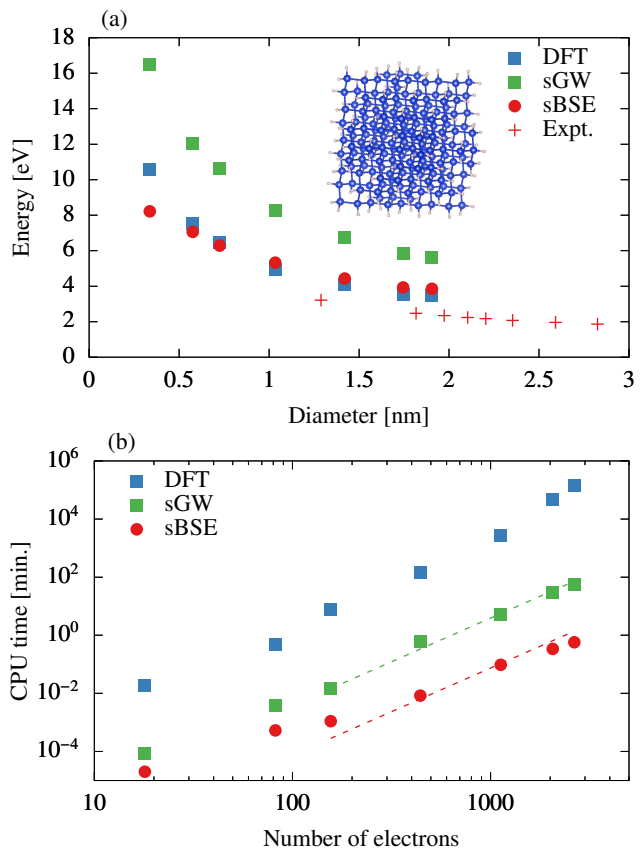 (a)
18
16
14
12
10
8
6
4
2
0
Energy [eV]
DFT
sGW
sBSE
Expt.
0 0.5 1 1.5 2 2.5 3
Diameter [nm]
(b)
10^6
10^4
10^2
10^0
10^−2
10^−4
CPU time [min.]
DFT
sGW
sBSE
10 100 1000
Number of electrons